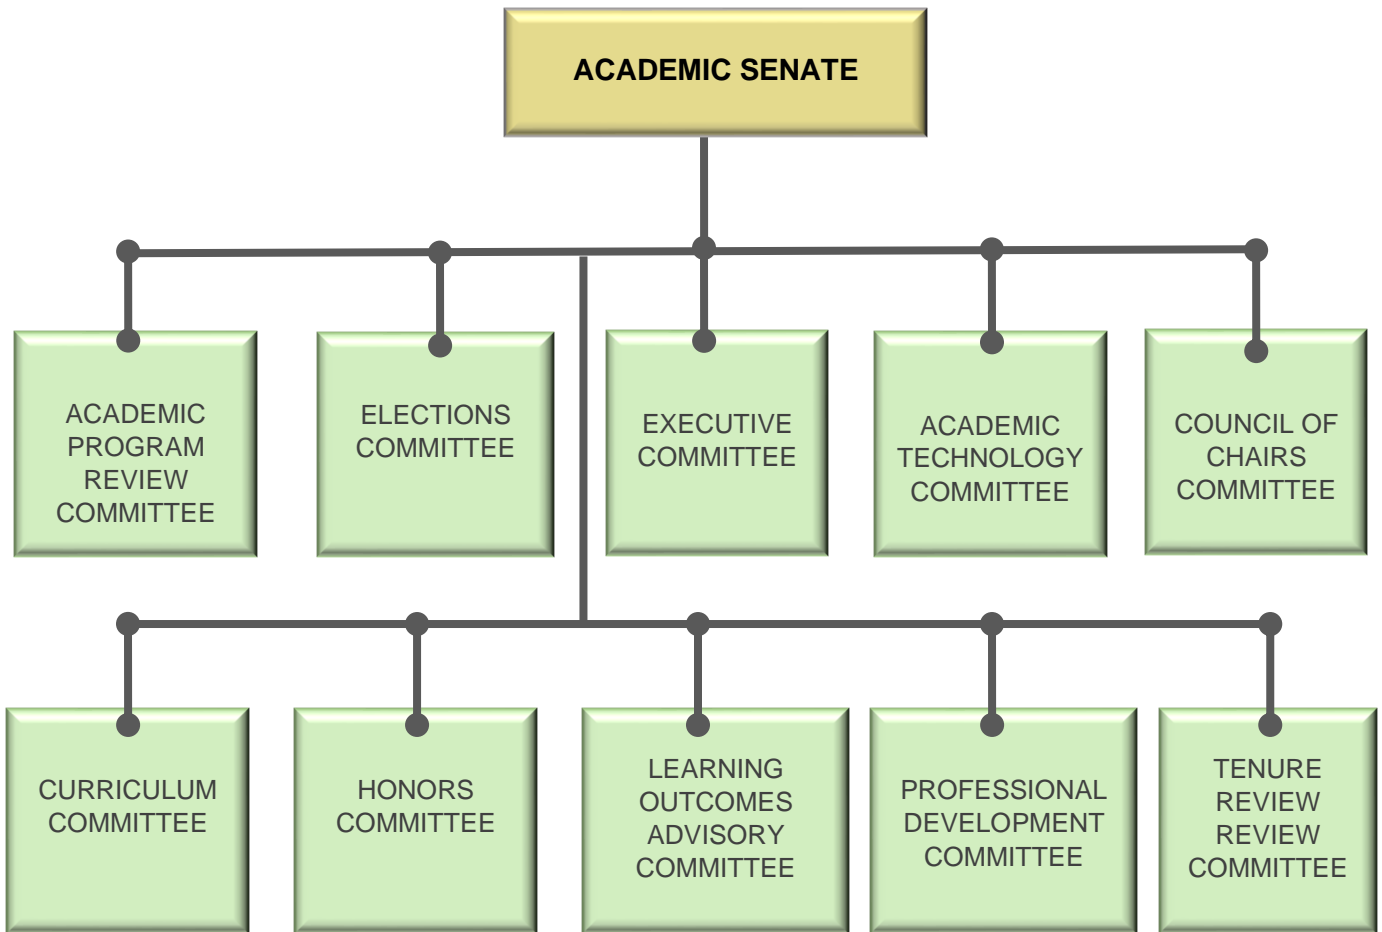 ACADEMIC SENATE
ACADEMIC
PROGRAM
REVIEW
COMMITTEE
ELECTIONS
COMMITTEE
EXECUTIVE
COMMITTEE
ACADEMIC
TECHNOLOGY
COMMITTEE
COUNCIL OF
CHAIRS
COMMITTEE
CURRICULUM
COMMITTEE
HONORS
COMMITTEE
LEARNING
OUTCOMES
ADVISORY
COMMITTEE
PROFESSIONAL
DEVELOPMENT
COMMITTEE
TENURE
REVIEW
REVIEW
COMMITTEE